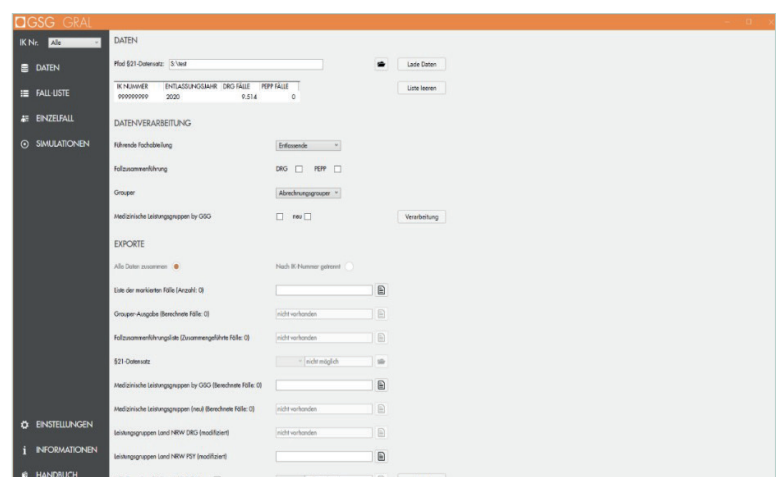 GSG GRAL
IK Nr. Alle
DATEN
FALL-LISTE
EINZELFALL
SIMULATIONEN
EINSTELLUNGEN
INFORMATIONEN
HANDBUCH
DATEN
Pfad §21-Datensatz: S:\test
Lade Daten
IK NUMMER ENTLASSUNGSJAHR DRG FÄLLE PEPP FÄLLE
999999999 2020 9.514 0
Liste leeren
DATENVERARBEITUNG
Führende Fachabteilung Entlassende
Fallzusammenführung DRG PEPP
Grouper Abrechnungsgrouper
Medizinische Leistungsgruppen by GSG neu Verarbeitung
EXPORTE
Alle Daten zusammen Nach IK-Nummer getrennt
Liste der markierten Fälle (Anzahl: 0)
Grouper-Ausgabe (Berechnete Fälle: 0) nicht vorhanden
Fallzusammenführungsliste (Zusammengeführte Fälle: 0) nicht vorhanden
§21-Datensatz nicht möglich
Medizinische Leistungsgruppen by GSG (Berechnete Fälle: 0)
Medizinische Leistungsgruppen (neu) (Berechnete Fälle: 0) nicht vorhanden
Leistungsgruppen Land NRW DRG (modifiziert) nicht vorhanden
Leistungsgruppen Land NRW PSY (modifiziert)